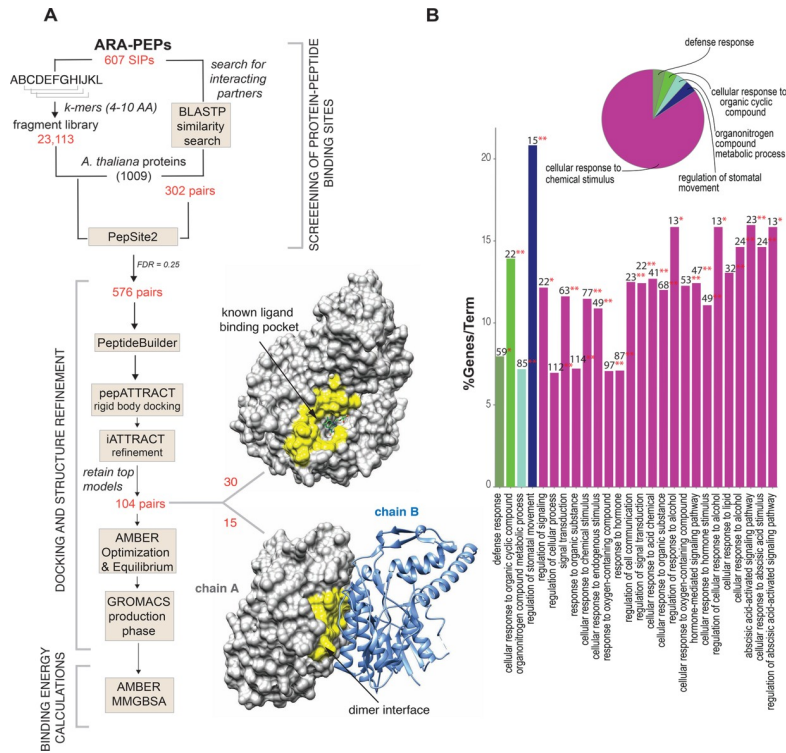 A
ARA-PEPs
607 SIPs
ABCDEFGHIJKL
search for
interacting
partners
k-mers (4-10 AA)
fragment library
23,113
BLASTP
similarity
search
A. thaliana proteins
(1009)
302 pairs
PepSite2
SCREEENING OF PROTEIN-PEPTIDE
BINDING SITES
FDR = 0.25
576 pairs
PeptideBuilder
pepATTRACT
rigid body docking
iATTRACT
refinement
retain top
models
104 pairs
AMBER
Optimization
& Equilibrium
GROMACS
production
phase
DOCKING AND STRUCTURE REFINEMENT
AMBER
MMGBSA
BINDING ENERGY
CALCULATIONS
known ligand
binding pocket
30
15
chain B
chain A
dimer interface
B
defense response
cellular response to
organic cyclic
compound
organonitrogen
compound
metabolic process
regulation of stomatal
movement
cellular response to
chemical stimulus
%Genes/Term
20
15
10
5
0
59*
22**
85**
15**
22*
112**
63**
114**
77**
49**
97**
87**
23**
22**
41**
68**
13*
53**
47**
49**
13*
32**
24**
23**
24**
13*
defense response
cellular response to organic cyclic compound
organonitrogen compound metabolic process
regulation of stomatal movement
regulation of signaling
regulation of cellular process
signal transduction
response to organic substance
cellular response to chemical stimulus
cellular response to endogenous stimulus
response to oxygen-containing compound
response to hormone
regulation of cell communication
regulation of signal transduction
cellular response to acid chemical
cellular response to organic substance
regulation of response to alcohol
cellular response to oxygen-containing compound
hormone-mediated signaling pathway
cellular response to hormone stimulus
regulation of cellular response to alcohol
cellular response to lipid
cellular response to alcohol
abscisic acid-activated signaling pathway
cellular response to abscisic acid stimulus
regulation of abscisic acid-activated signaling pathway